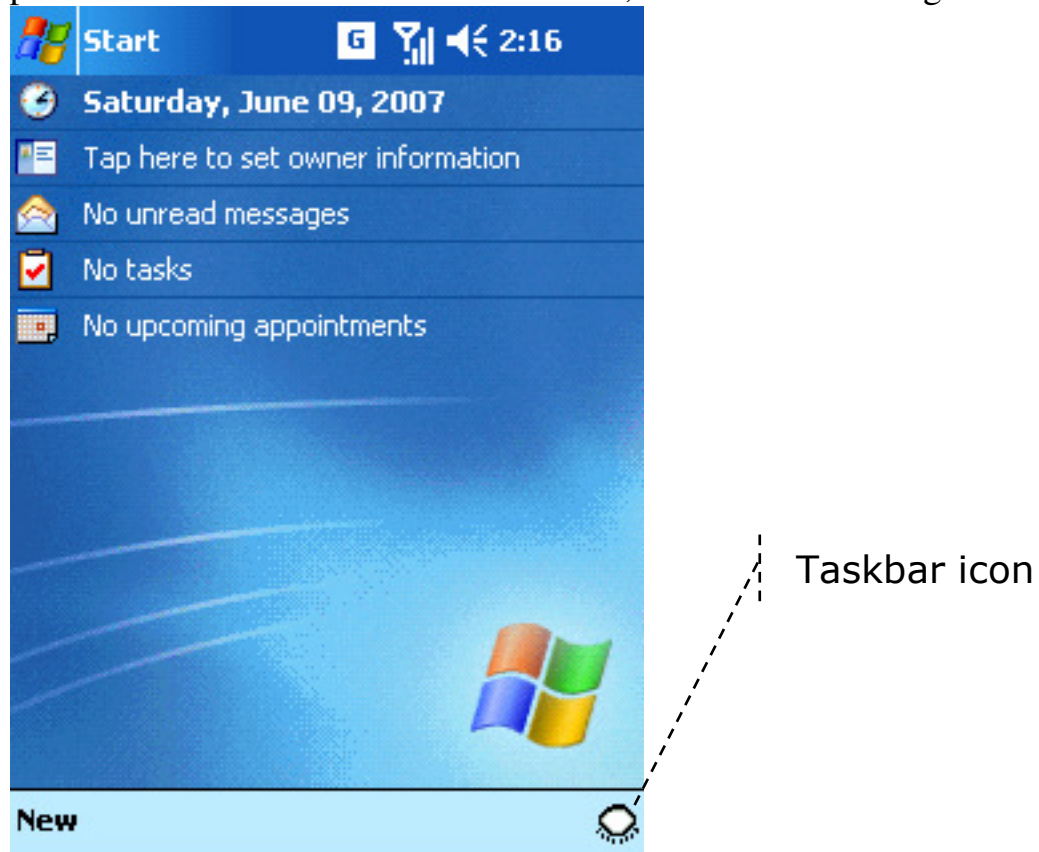 Start G 2:16
Saturday, June 09, 2007
Tap here to set owner information
No unread messages
No tasks
No upcoming appointments
Taskbar icon
New